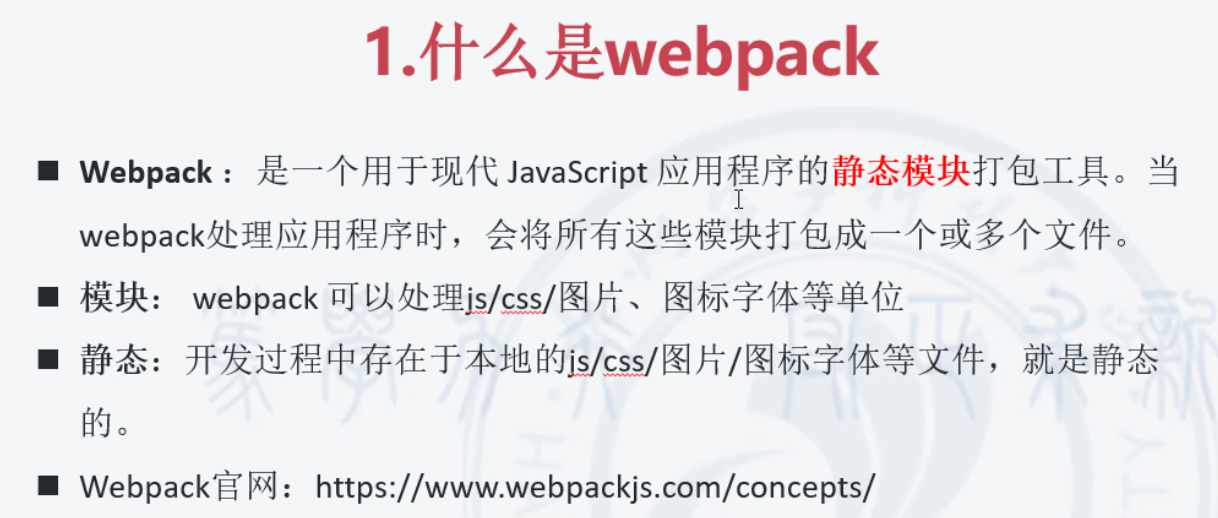 1.什么是webpack
■ Webpack ：是一个用于现代 JavaScript 应用程序的静态模块打包工具。当
webpack处理应用程序时，会将所有这些模块打包成一个或多个文件。
■ 模块： webpack 可以处理js/css/图片、图标字体等单位
■ 静态：开发过程中存在于本地的js/css/图片/图标字体等文件，就是静态
的。
■ Webpack官网：https://www.webpackjs.com/concepts/